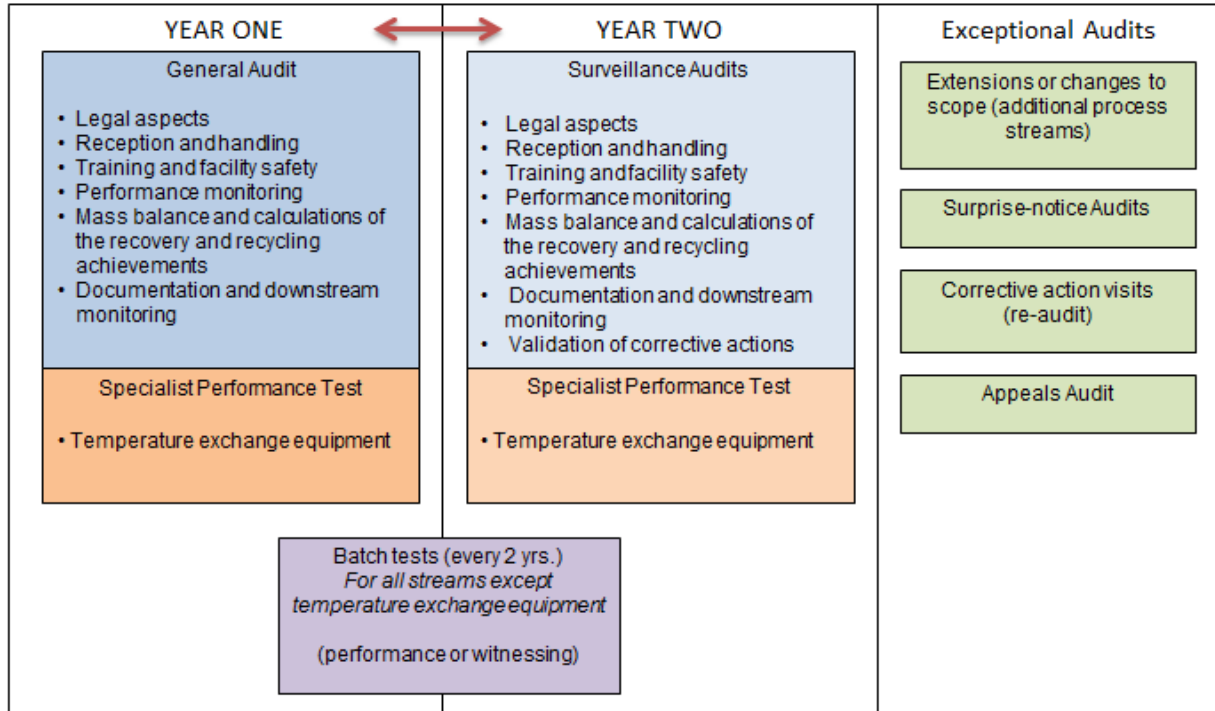 YEAR ONE
General Audit
• Legal aspects
• Reception and handling
• Training and facility safety
• Performance monitoring
• Mass balance and calculations of
the recovery and recycling
achievements
• Documentation and downstream
monitoring
Specialist Performance Test
• Temperature exchange equipment
YEAR TWO
Surveillance Audits
• Legal aspects
• Reception and handling
• Training and facility safety
• Performance monitoring
• Mass balance and calculations of
the recovery and recycling
achievements
• Documentation and downstream
monitoring
• Validation of corrective actions
Specialist Performance Test
• Temperature exchange equipment
Batch tests (every 2 yrs.)
For all streams except
temperature exchange equipment
(performance or witnessing)
Exceptional Audits
Extensions or changes to
scope (additional process
streams)
Surprise-notice Audits
Corrective action visits
(re-audit)
Appeals Audit